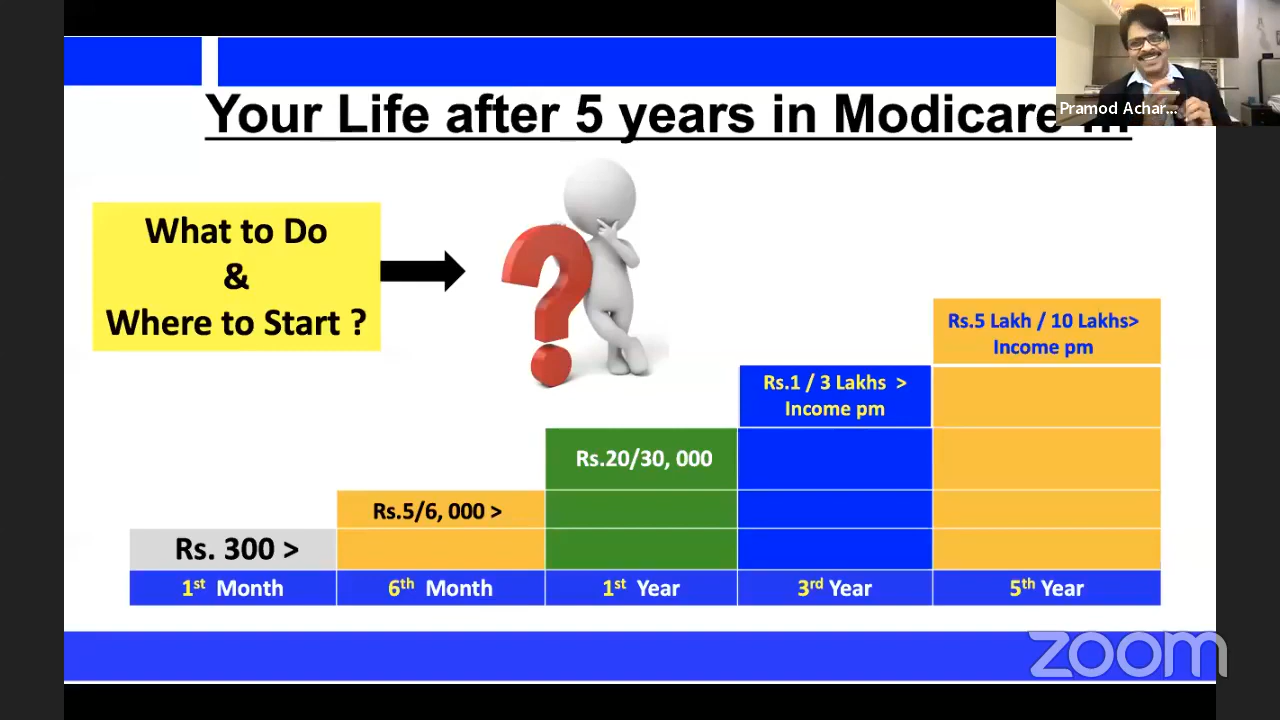 Your Life after 5 years in Modicare ...
Pramod Achar...
What to Do
&
Where to Start ?
Rs.5 Lakh / 10 Lakhs>
Income pm
Rs.1 / 3 Lakhs >
Income pm
Rs.20/30, 000
Rs.5/6, 000 >
Rs. 300 >
1st Month
6th Month
1st Year
3rd Year
5th Year
zoom